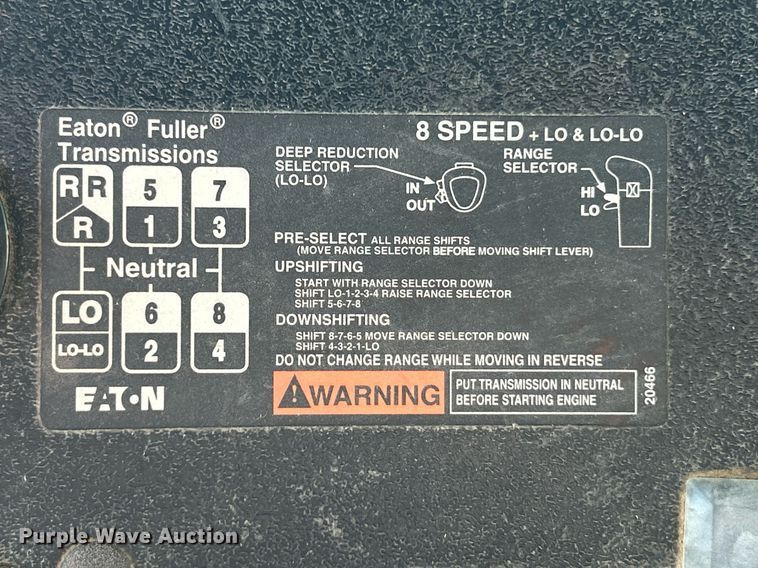 Eaton® Fuller®
Transmissions
8 SPEED + LO & LO-LO
DEEP REDUCTION
SELECTOR
(LO-LO)
IN
OUT
RANGE
SELECTOR
HI
LO
R R 5 7
R 1 3
Neutral
LO 6 8
LO-LO 2 4
EATON
PRE-SELECT ALL RANGE SHIFTS
(MOVE RANGE SELECTOR BEFORE MOVING SHIFT LEVER)
UPSHIFTING
START WITH RANGE SELECTOR DOWN
SHIFT LO-1-2-3-4 RAISE RANGE SELECTOR
SHIFT 5-6-7-8
DOWNSHIFTING
SHIFT 8-7-6-5 MOVE RANGE SELECTOR DOWN
SHIFT 4-3-2-1-LO
DO NOT CHANGE RANGE WHILE MOVING IN REVERSE
WARNING
PUT TRANSMISSION IN NEUTRAL
BEFORE STARTING ENGINE
20466
Purple Wave Auction